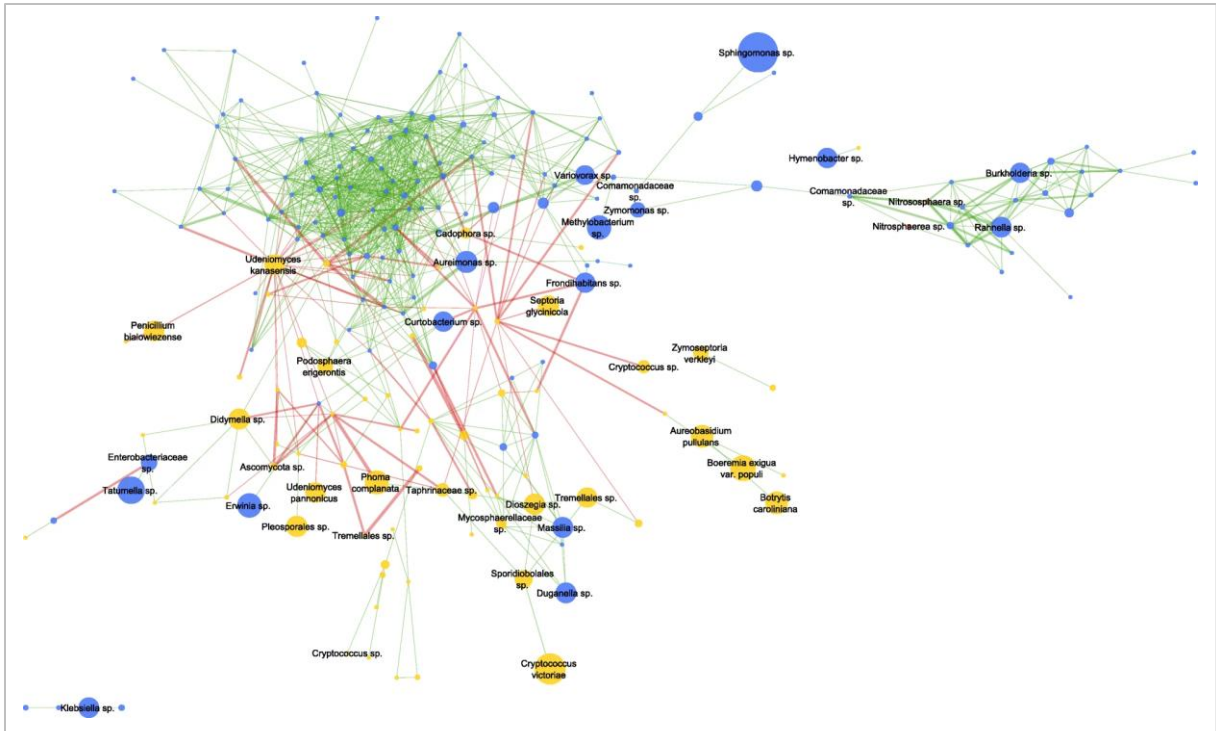 Sphingomonas sp.
Hymenobacter sp.
Variovorax sp.
Burkholderia sp.
Comamonadaceae
sp.
Comamonadaceae
sp.
Nitrososphaera sp.
Zymomonas sp.
Methylobacterium
sp.
Nitrosphaerea sp.
Rahnella sp.
Cadophora sp.
Udeniomyces
kanasensis
Aureimonas sp.
Frondihabitans sp.
Septoria
glycinicola
Curtobacterium sp.
Penicillium
bialowiezense
Podosphaera
erigerontis
Cryptococcus sp.
Zymoseptoria
verkleyi
Didymella sp.
Aureobasidium
pullulans
Enterobacteriaceae
sp.
Ascomycota sp.
Boeremia exigua
var. populi
Tatumella sp.
Phoma
complanata
Taphrinaceae sp.
Udeniomyces
pannonicus
Erwinia sp.
Dioszegia sp.
Tremellales sp.
Botrytis
caroliniana
Pleosporales sp.
Tremellales sp.
Mycosphaerellaceae
sp.
Massilia sp.
Sporidiobolales
sp.
Duganella sp.
Cryptococcus sp.
Cryptococcus
victoriae
Klebsiella sp.